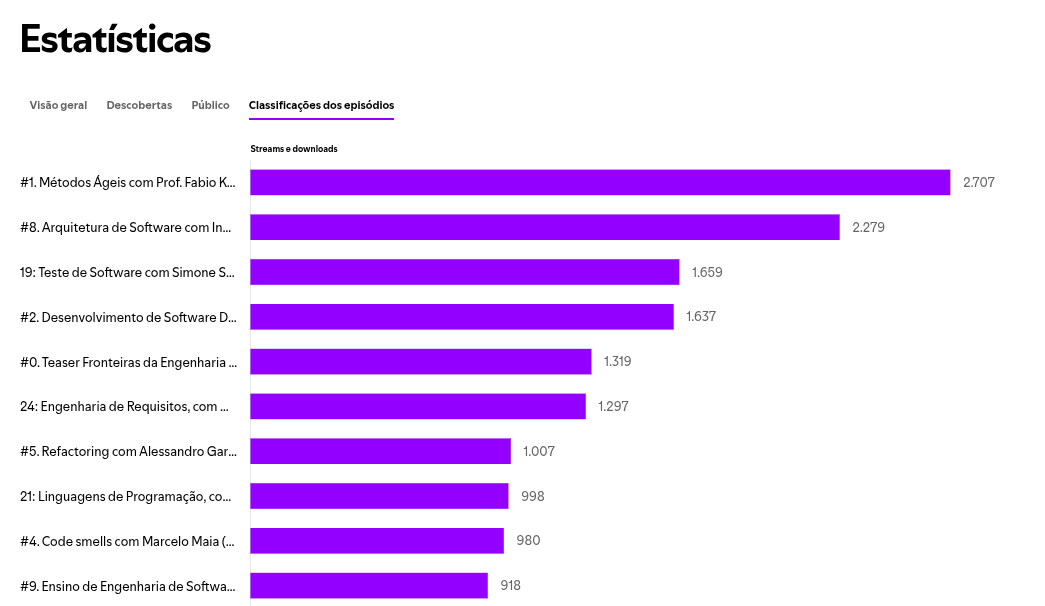 Estatísticas
Visão geral Descobertas Público Classificações dos episódios
Streams e downloads
#1. Métodos Ágeis com Prof. Fabio K... 2.707
#8. Arquitetura de Software com In... 2.279
19: Teste de Software com Simone S... 1.659
#2. Desenvolvimento de Software D... 1.637
#0. Teaser Fronteiras da Engenharia ... 1.319
24: Engenharia de Requisitos, com ... 1.297
#5. Refactoring com Alessandro Gar... 1.007
21: Linguagens de Programação, co... 998
#4. Code smells com Marcelo Maia (... 980
#9. Ensino de Engenharia de Softwa... 918